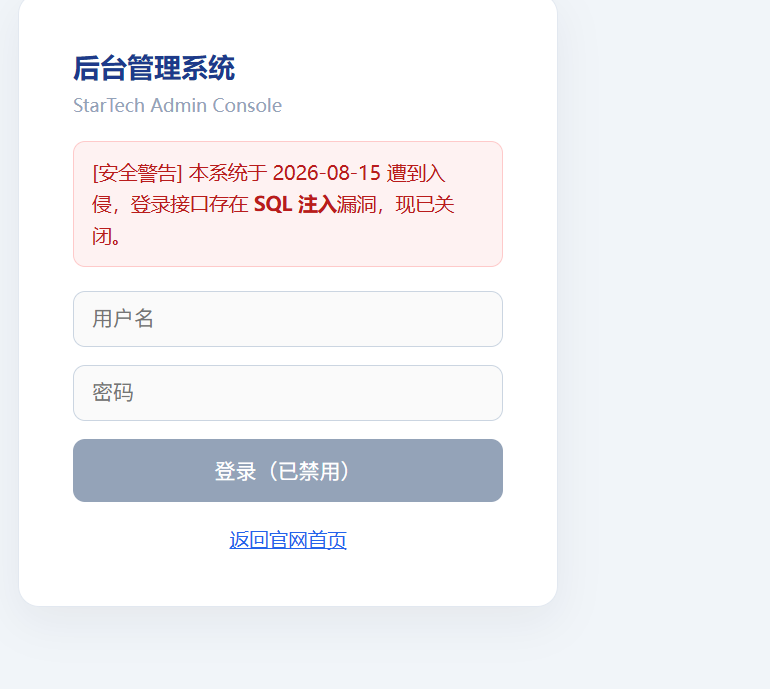 后台管理系统
StarTech Admin Console
[安全警告] 本系统于 2026-08-15 遭到入
侵，登录接口存在 SQL 注入漏洞，现已关
闭。
用户名
密码
登录（已禁用）
返回官网首页